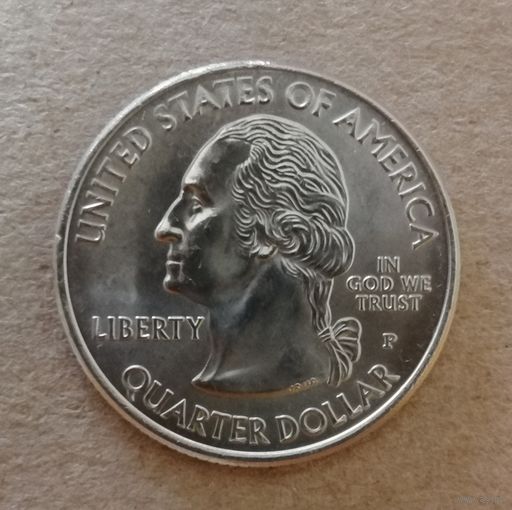 UNITED STATES OF AMERICA
LIBERTY
IN
GOD WE
TRUST
P
QUARTER DOLLAR